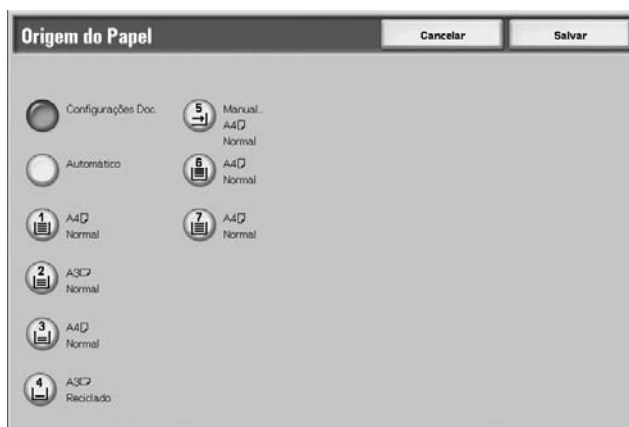 Origem do Papel
Cancelar
Salvar
Configurações Doc.
Automático
1 A4
Normal
2 A3
Normal
3 A4
Normal
4 A3
Reciclado
5 Manual...
A4
Normal
6 A4
Normal
7 A4
Normal